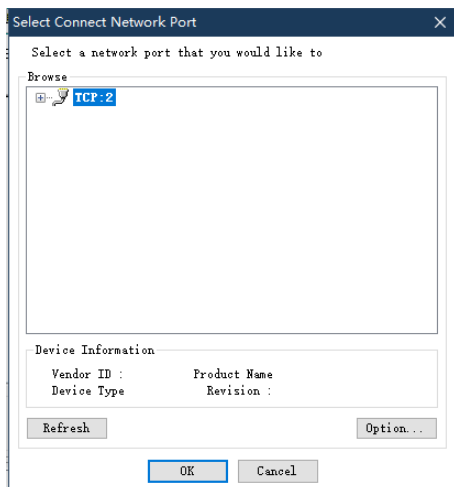 Select Connect Network Port
Select a network port that you would like to
Browse
TCP:2
Device Information
Vendor ID : Product Name
Device Type Revision :
Refresh Option...
OK Cancel